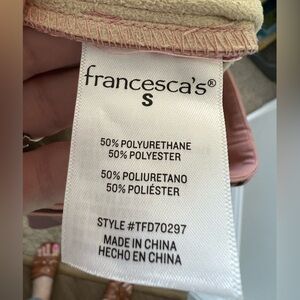 francesca's®
S
50% POLYURETHANE
50% POLYESTER
50% POLIURETANO
50% POLIÉSTER
STYLE #TFD70297
MADE IN CHINA
HECHO EN CHINA